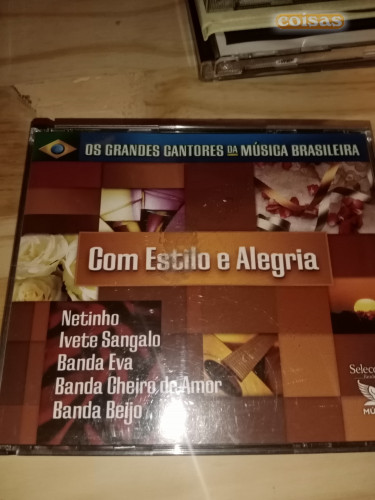 coisas
OS GRANDES CANTORES DA MÚSICA BRASILEIRA
Com Estilo e Alegria
Netinho
Ivete Sangalo
Banda Eva
Banda Cheiro de Amor
Banda Beijo